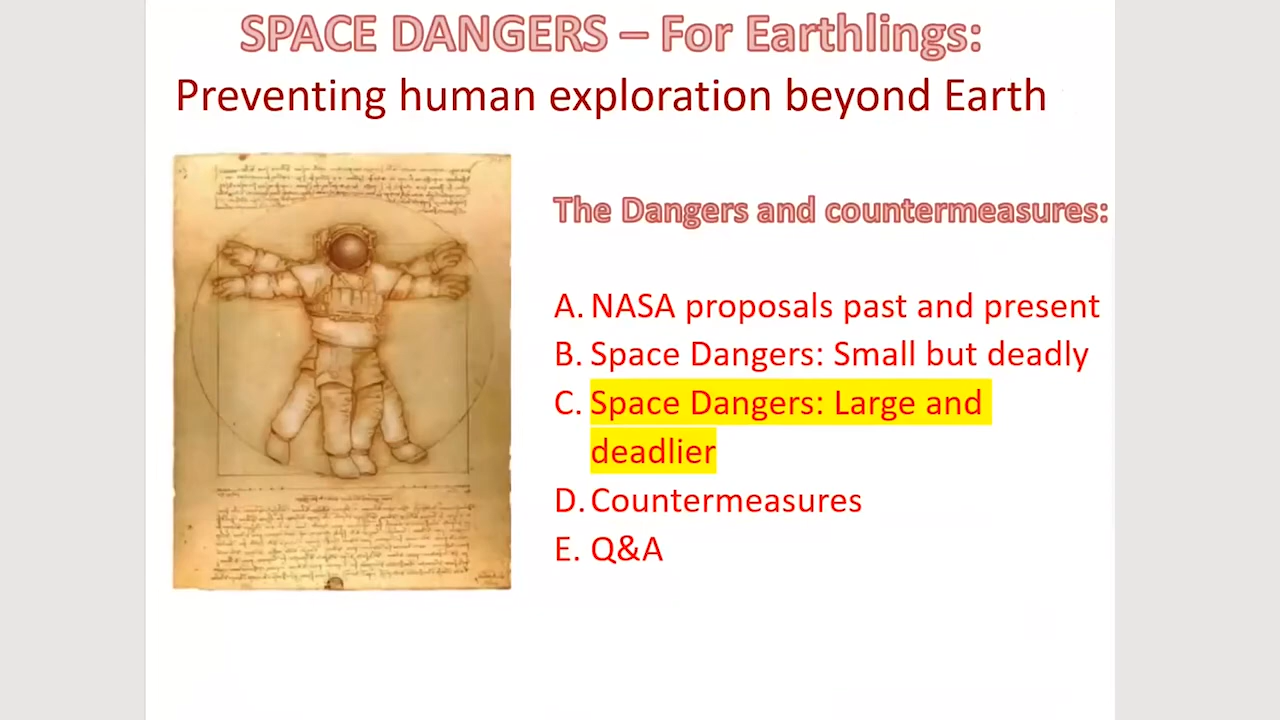 SPACE DANGERS – For Earthlings:
Preventing human exploration beyond Earth
The Dangers and countermeasures:
A. NASA proposals past and present
B. Space Dangers: Small but deadly
C. Space Dangers: Large and
deadlier
D. Countermeasures
E. Q&A